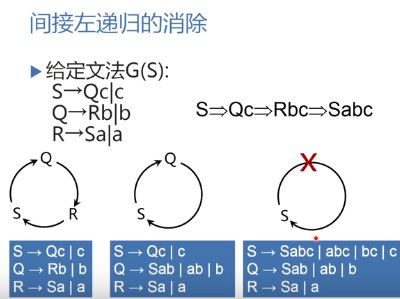 间接左递归的消除
给定文法G(S):
S→Qc|c
Q→Rb|b
R→Sa|a
S⇒Qc⇒Rbc⇒Sabc
Q
S
R
Q
S
X
S
S → Qc | c
Q → Rb | b
R → Sa | a
S → Qc | c
Q → Sab | ab | b
R → Sa | a
S → Sabc | abc | bc | c
Q → Sab | ab | b
R → Sa | a